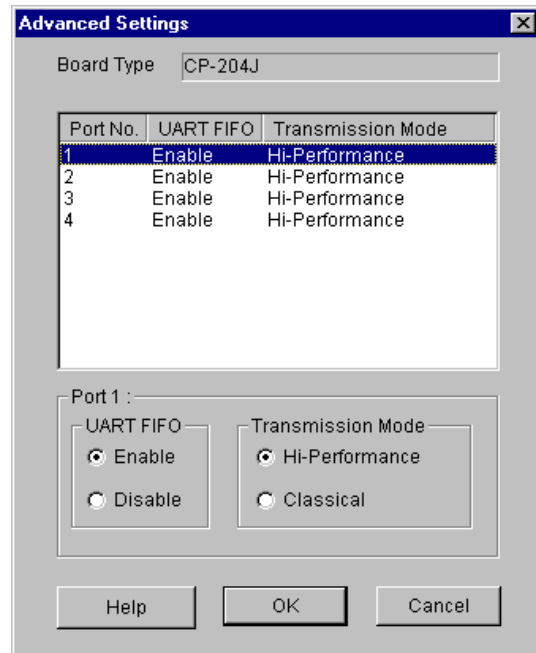 Advanced Settings
Board Type CP-204J
Port No. UART FIFO Transmission Mode
1 Enable Hi-Performance
2 Enable Hi-Performance
3 Enable Hi-Performance
4 Enable Hi-Performance
Port 1 :
UART FIFO Transmission Mode
Enable Hi-Performance
Disable Classical
Help OK Cancel